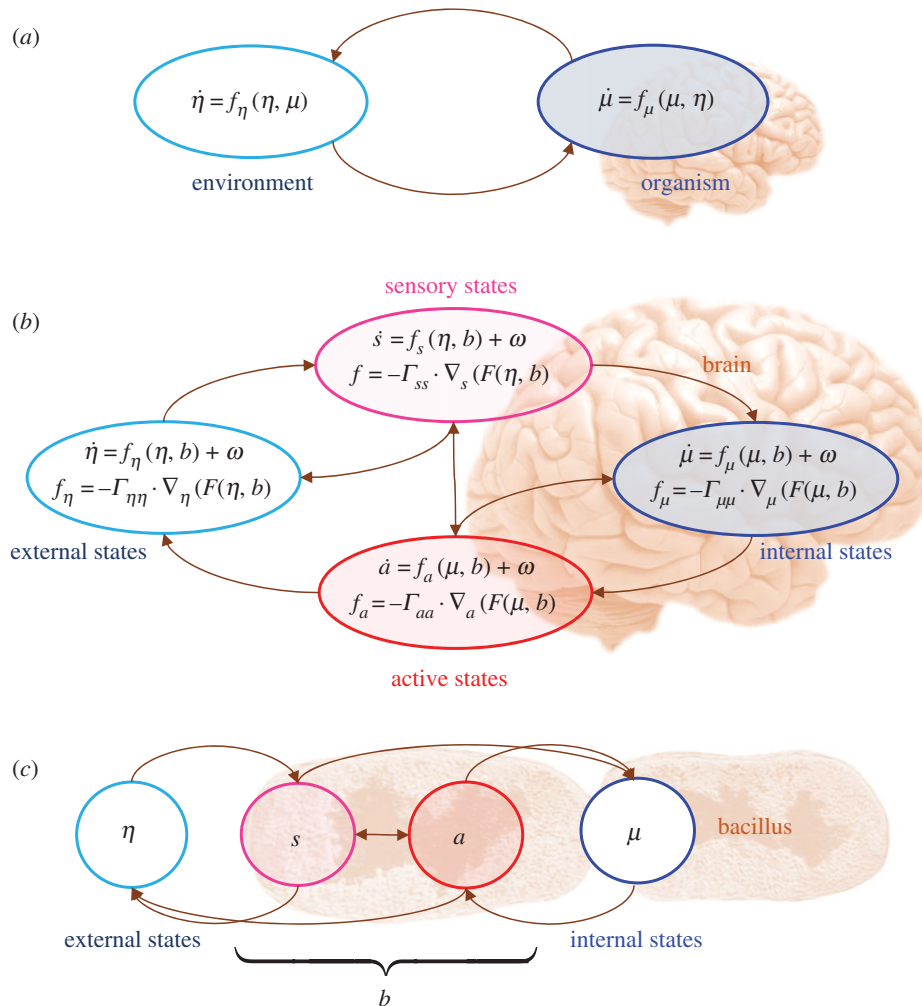 (a)
η̇ = f_η (η, μ)
μ̇ = f_μ (μ, η)
environment
organism
sensory states
(b)
ṡ = f_s (η, b) + ω
f = –Γ_ss · ∇_s (F(η, b)
brain
η̇ = f_η (η, b) + ω
f_η = –Γ_ηη · ∇_η (F(η, b)
μ̇ = f_μ (μ, b) + ω
f_μ = –Γ_μμ · ∇_μ (F(μ, b)
external states
internal states
ȧ = f_a (μ, b) + ω
f_a = –Γ_aa · ∇_a (F(μ, b)
active states
(c)
η
s
a
μ
bacillus
external states
internal states
b